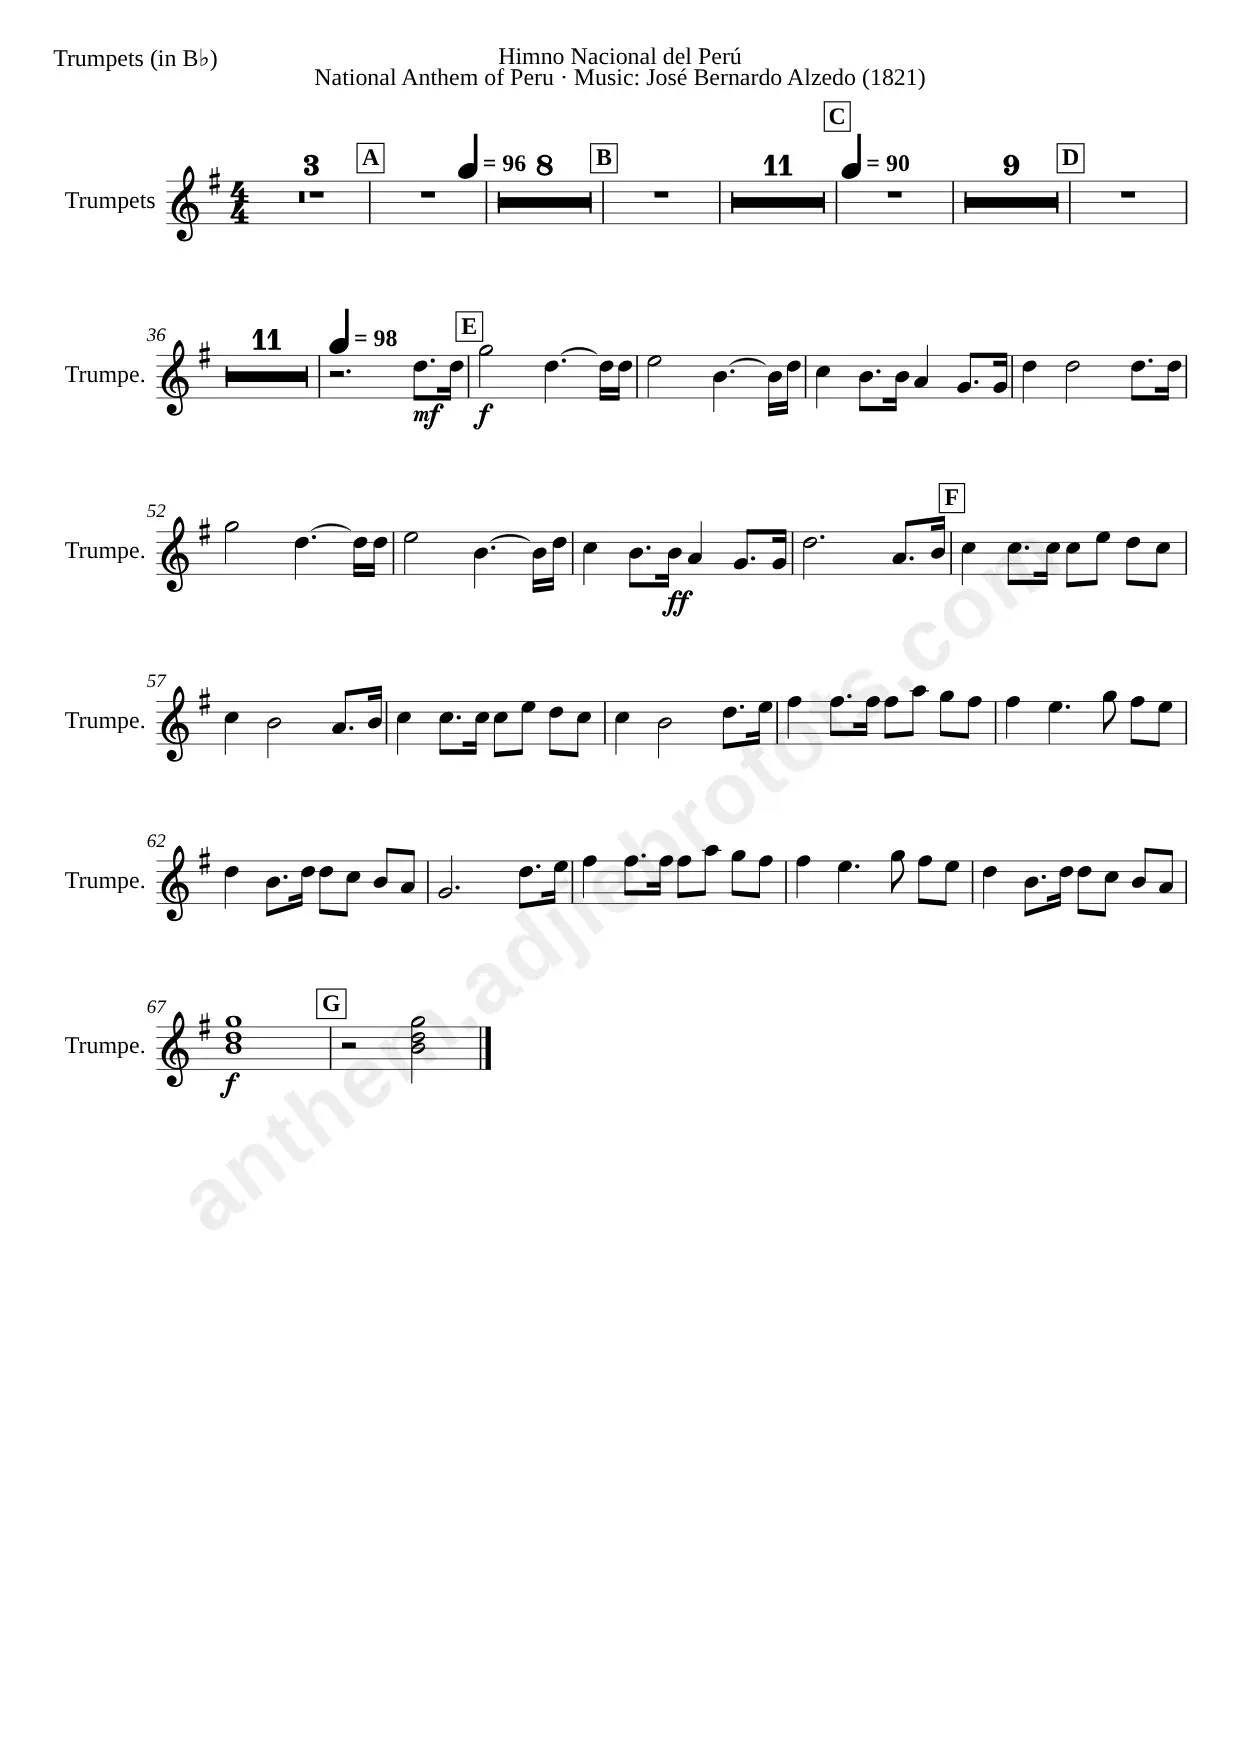 Trumpets (in B♭)
Himno Nacional del Perú
National Anthem of Peru · Music: José Bernardo Alzedo (1821)
Trumpets
3
A
= 96
8
B
11
C
= 90
9
D
36
Trumpe.
11
= 98
mf
E
f
52
Trumpe.
ff
F
57
Trumpe.
62
Trumpe.
67
Trumpe.
f
G
anthem.adjiebrotots.com